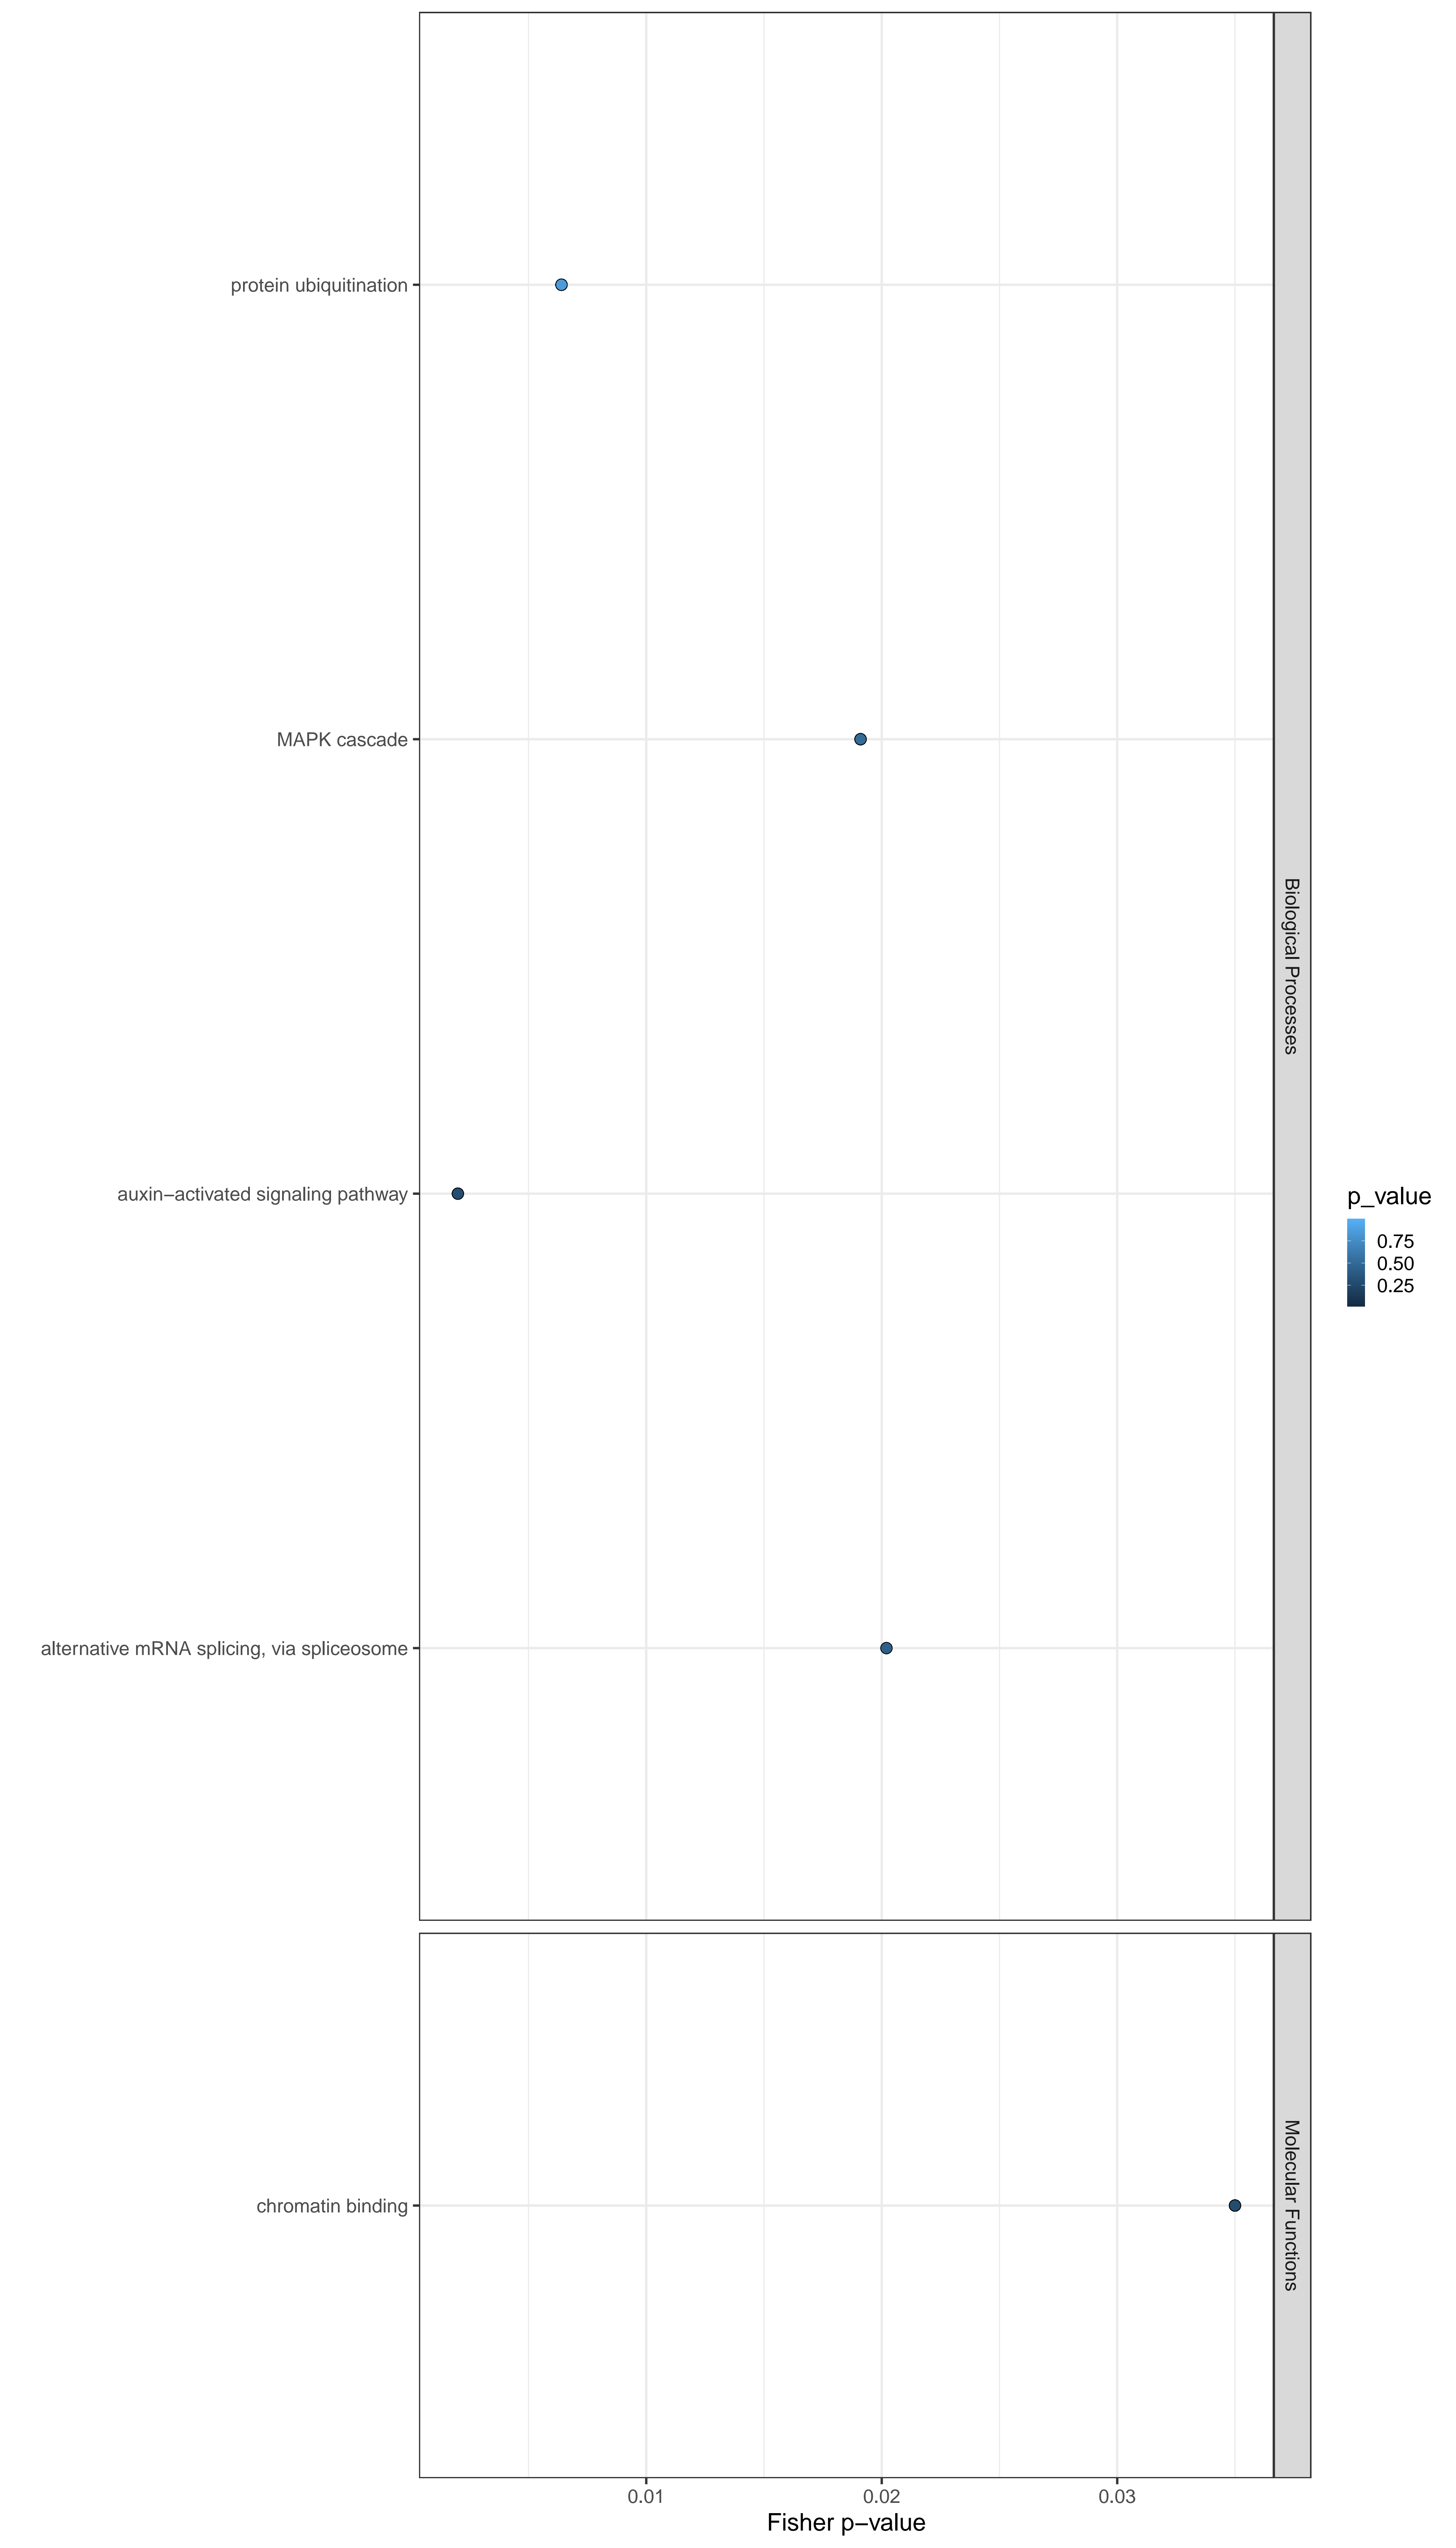 protein ubiquitination
MAPK cascade
auxin−activated signaling pathway
alternative mRNA splicing, via spliceosome
Biological Processes
chromatin binding
Molecular Functions
0.01
0.02
0.03
Fisher p−value
p_value
0.75
0.50
0.25